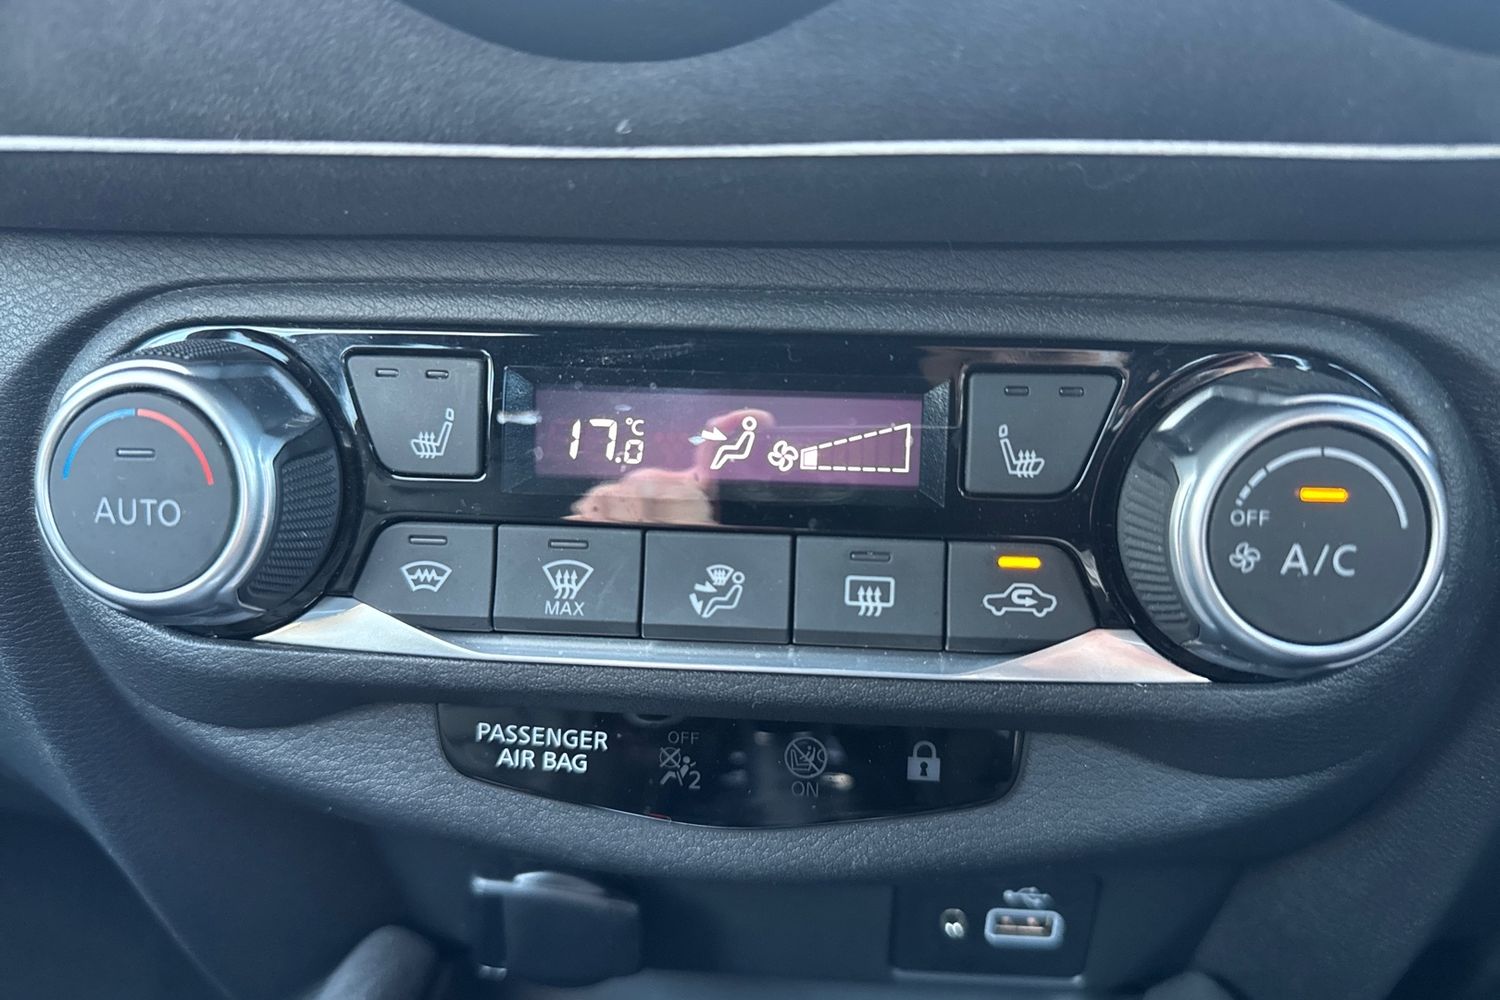 17.0 °C
AUTO
OFF
A/C
MAX
PASSENGER
AIR BAG
OFF
2
ON